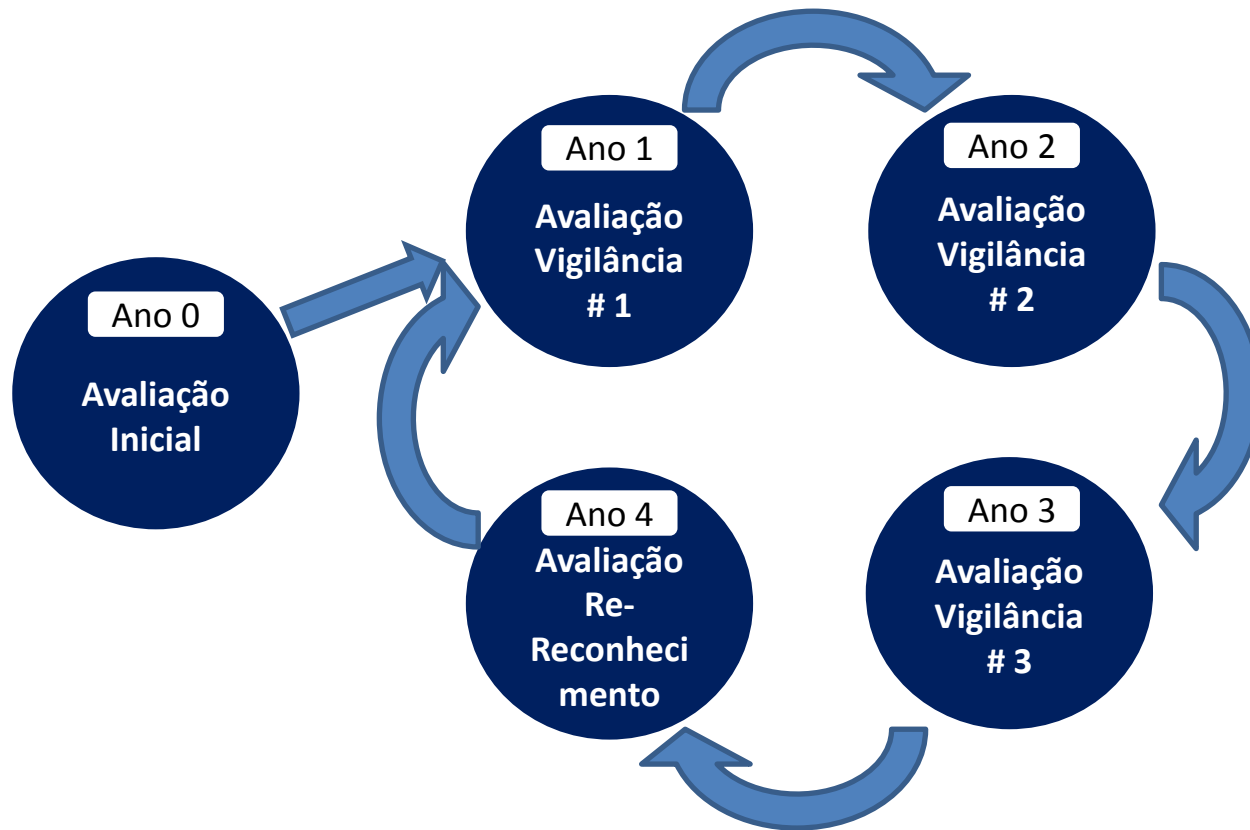 Ano 0
Avaliação
Inicial
Ano 1
Avaliação
Vigilância
# 1
Ano 2
Avaliação
Vigilância
# 2
Ano 3
Avaliação
Vigilância
# 3
Ano 4
Avaliação
Re-
Reconheci
mento